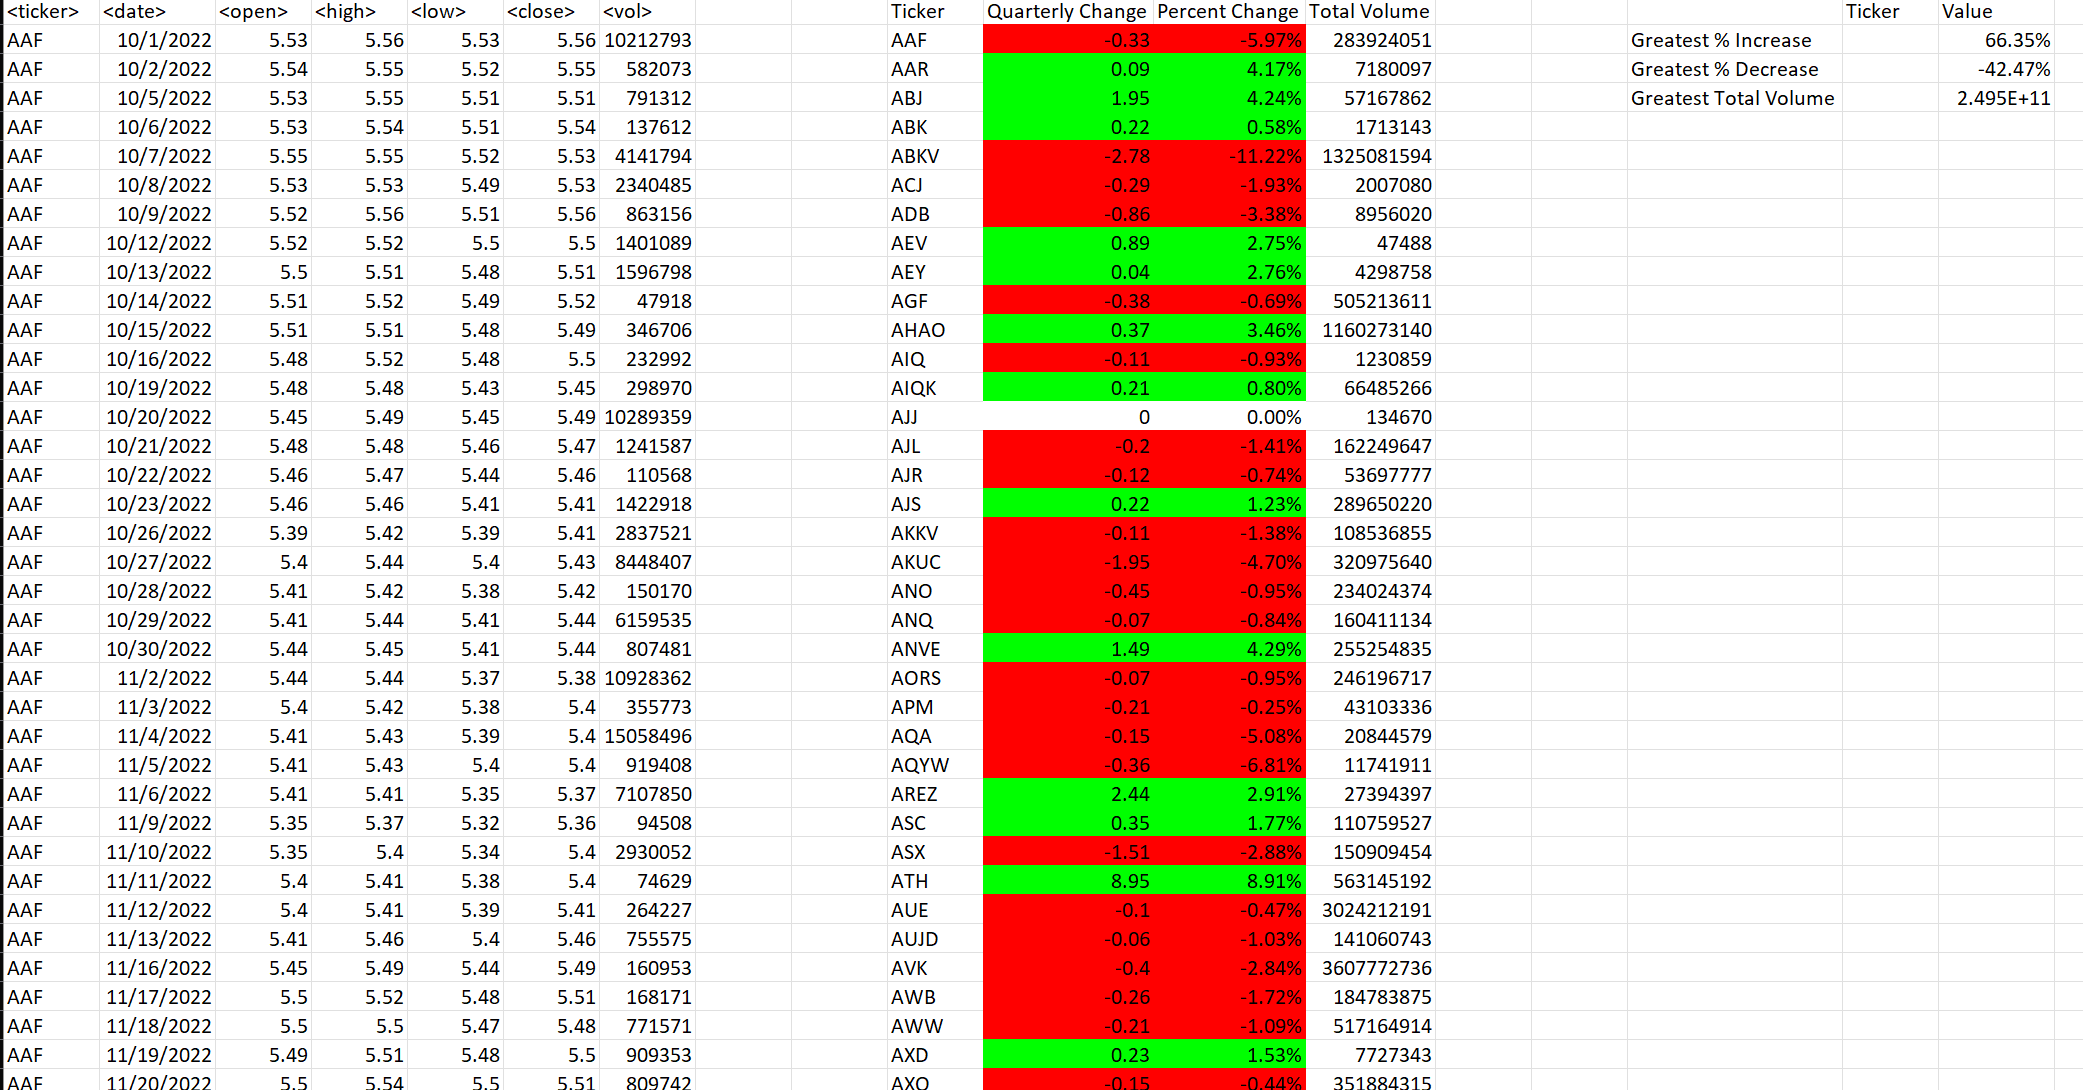 <ticker> <date> <open> <high> <low> <close> <vol> Ticker Quarterly Change Percent Change Total Volume Ticker Value
AAF 10/1/2022 5.53 5.56 5.53 5.56 10212793 AAF -0.33 -5.97% 283924051 Greatest % Increase 66.35%
AAF 10/2/2022 5.54 5.55 5.52 5.55 582073 AAR 0.09 4.17% 7180097 Greatest % Decrease -42.47%
AAF 10/5/2022 5.53 5.55 5.51 5.51 791312 ABJ 1.95 4.24% 57167862 Greatest Total Volume 2.495E+11
AAF 10/6/2022 5.53 5.54 5.51 5.54 137612 ABK 0.22 0.58% 1713143
AAF 10/7/2022 5.55 5.55 5.52 5.53 4141794 ABKV -2.78 -11.22% 1325081594
AAF 10/8/2022 5.53 5.53 5.49 5.53 2340485 ACJ -0.29 -1.93% 2007080
AAF 10/9/2022 5.52 5.56 5.51 5.56 863156 ADB -0.86 -3.38% 8956020
AAF 10/12/2022 5.52 5.52 5.5 5.5 1401089 AEV 0.89 2.75% 47488
AAF 10/13/2022 5.5 5.51 5.48 5.51 1596798 AEY 0.04 2.76% 4298758
AAF 10/14/2022 5.51 5.52 5.49 5.52 47918 AGF -0.38 -0.69% 505213611
AAF 10/15/2022 5.51 5.51 5.48 5.49 346706 AHAO 0.37 3.46% 1160273140
AAF 10/16/2022 5.48 5.52 5.48 5.5 232992 AIQ -0.11 -0.93% 1230859
AAF 10/19/2022 5.48 5.48 5.43 5.45 298970 AIQK 0.21 0.80% 66485266
AAF 10/20/2022 5.45 5.49 5.45 5.49 10289359 AJJ 0 0.00% 134670
AAF 10/21/2022 5.48 5.48 5.46 5.47 1241587 AJL -0.2 -1.41% 162249647
AAF 10/22/2022 5.46 5.47 5.44 5.46 110568 AJR -0.12 -0.74% 53697777
AAF 10/23/2022 5.46 5.46 5.41 5.41 1422918 AJS 0.22 1.23% 289650220
AAF 10/26/2022 5.39 5.42 5.39 5.41 2837521 AKKV -0.11 -1.38% 108536855
AAF 10/27/2022 5.4 5.44 5.4 5.43 8448407 AKUC -1.95 -4.70% 320975640
AAF 10/28/2022 5.41 5.42 5.38 5.42 150170 ANO -0.45 -0.95% 234024374
AAF 10/29/2022 5.41 5.44 5.41 5.44 6159535 ANQ -0.07 -0.84% 160411134
AAF 10/30/2022 5.44 5.45 5.41 5.44 807481 ANVE 1.49 4.29% 255254835
AAF 11/2/2022 5.44 5.44 5.37 5.38 10928362 AORS -0.07 -0.95% 246196717
AAF 11/3/2022 5.4 5.42 5.38 5.4 355773 APM -0.21 -0.25% 43103336
AAF 11/4/2022 5.41 5.43 5.39 5.4 15058496 AQA -0.15 -5.08% 20844579
AAF 11/5/2022 5.41 5.43 5.4 5.4 919408 AQYW -0.36 -6.81% 11741911
AAF 11/6/2022 5.41 5.41 5.35 5.37 7107850 AREZ 2.44 2.91% 27394397
AAF 11/9/2022 5.35 5.37 5.32 5.36 94508 ASC 0.35 1.77% 110759527
AAF 11/10/2022 5.35 5.4 5.34 5.4 2930052 ASX -1.51 -2.88% 150909454
AAF 11/11/2022 5.4 5.41 5.38 5.4 74629 ATH 8.95 8.91% 563145192
AAF 11/12/2022 5.4 5.41 5.39 5.41 264227 AUE -0.1 -0.47% 3024212191
AAF 11/13/2022 5.41 5.46 5.4 5.46 755575 AUJD -0.06 -1.03% 141060743
AAF 11/16/2022 5.45 5.49 5.44 5.49 160953 AVK -0.4 -2.84% 3607772736
AAF 11/17/2022 5.5 5.52 5.48 5.51 168171 AWB -0.26 -1.72% 184783875
AAF 11/18/2022 5.5 5.5 5.47 5.48 771571 AWW -0.21 -1.09% 517164914
AAF 11/19/2022 5.49 5.51 5.48 5.5 909353 AXD 0.23 1.53% 7727343
AAF 11/20/2022 5.5 5.54 5.5 5.51 809742 AXO -0.15 -0.44% 351884315